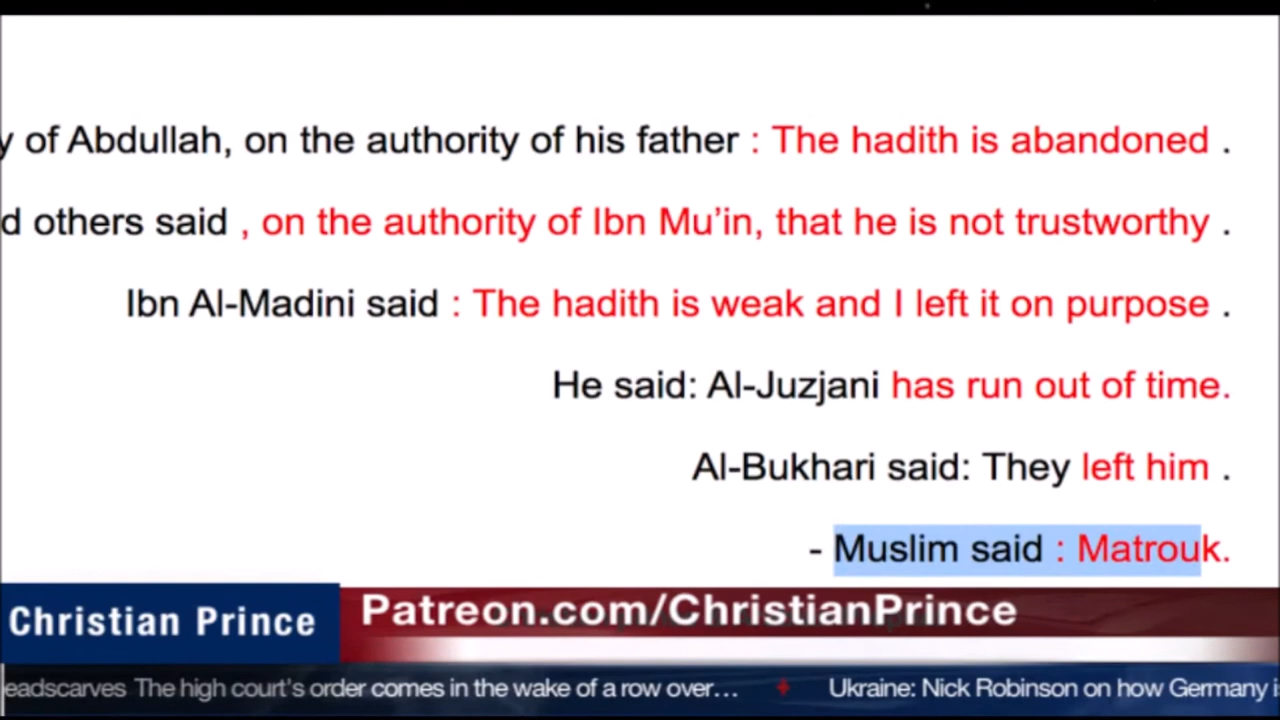 of Abdullah, on the authority of his father : The hadith is abandoned .
others said , on the authority of Ibn Mu’in, that he is not trustworthy .
Ibn Al-Madini said : The hadith is weak and I left it on purpose .
He said: Al-Juzjani has run out of time.
Al-Bukhari said: They left him .
- Muslim said : Matrouk.
Christian Prince
Patreon.com/ChristianPrince
eadscarves The high court's order comes in the wake of a row over… Ukraine: Nick Robinson on how Germany